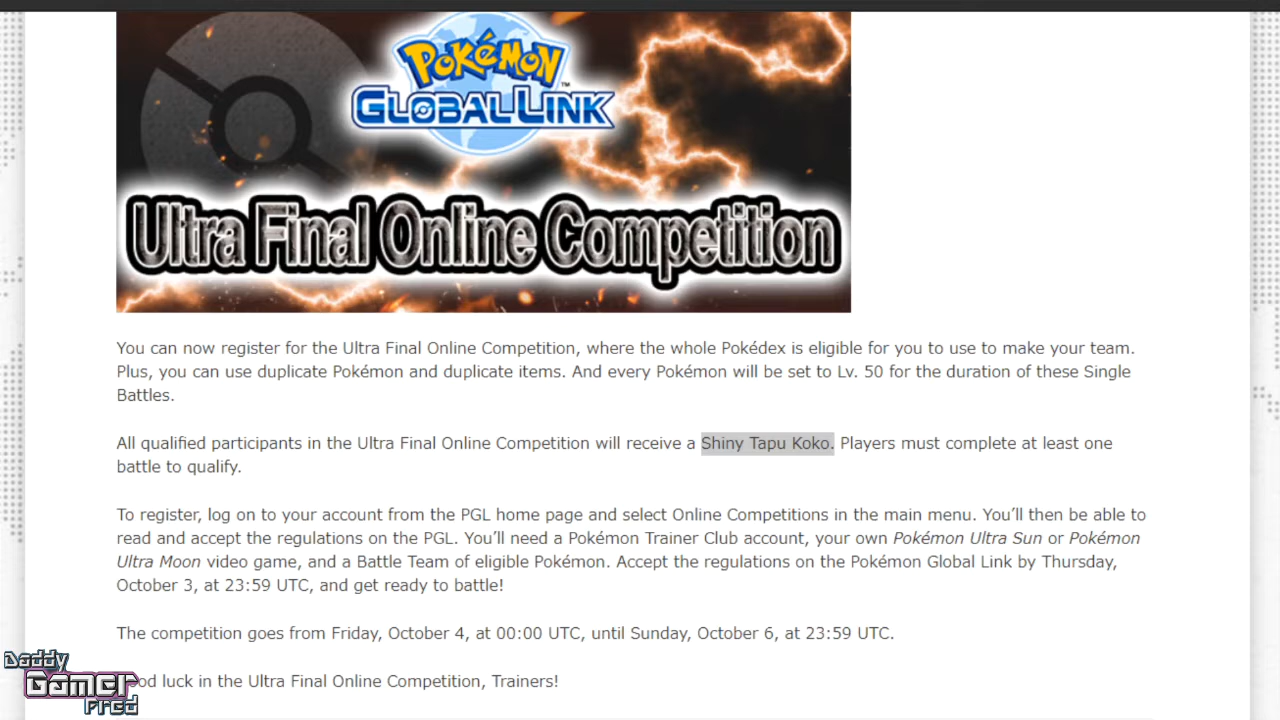 POKéMON
GLOBAL LINK
Ultra Final Online Competition
You can now register for the Ultra Final Online Competition, where the whole Pokédex is eligible for you to use to make your team.
Plus, you can use duplicate Pokémon and duplicate items. And every Pokémon will be set to Lv. 50 for the duration of these Single
Battles.
All qualified participants in the Ultra Final Online Competition will receive a Shiny Tapu Koko. Players must complete at least one
battle to qualify.
To register, log on to your account from the PGL home page and select Online Competitions in the main menu. You’ll then be able to
read and accept the regulations on the PGL. You’ll need a Pokémon Trainer Club account, your own Pokémon Ultra Sun or Pokémon
Ultra Moon video game, and a Battle Team of eligible Pokémon. Accept the regulations on the Pokémon Global Link by Thursday,
October 3, at 23:59 UTC, and get ready to battle!
The competition goes from Friday, October 4, at 00:00 UTC, until Sunday, October 6, at 23:59 UTC.
luck in the Ultra Final Online Competition, Trainers!
Daddy
Gamer
Fred